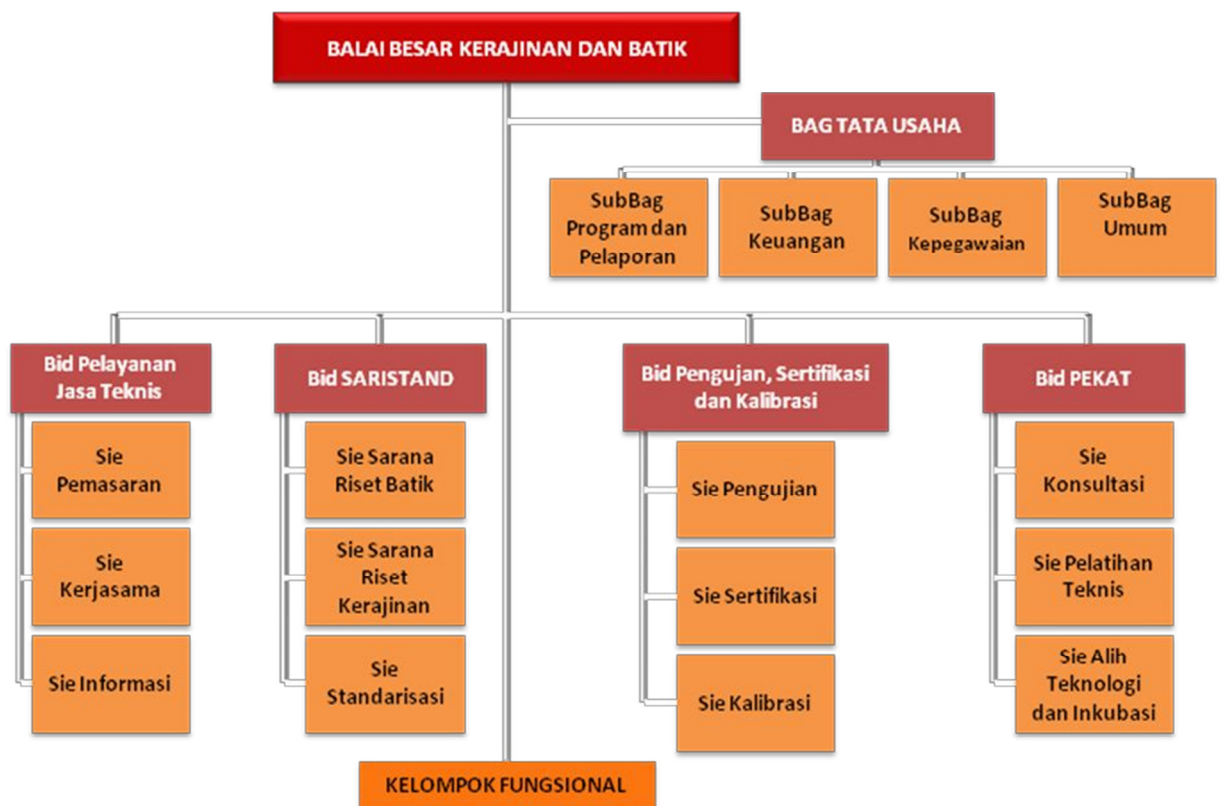 BALAI BESAR KERAJINAN DAN BATIK
BAG TATA USAHA
SubBag
Program dan
Pelaporan
SubBag
Keuangan
SubBag
Kepegawaian
SubBag
Umum
Bid Pelayanan
Jasa Teknis
Sie
Pemasaran
Sie
Kerjasama
Sie Informasi
Bid SARISTAND
Sie Sarana
Riset Batik
Sie Sarana
Riset
Kerajinan
Sie
Standarisasi
Bid Pengujan, Sertifikasi
dan Kalibrasi
Sie Pengujian
Sie Sertifikasi
Sie Kalibrasi
Bid PEKAT
Sie
Konsultasi
Sie Pelatihan
Teknis
Sie Alih
Teknologi
dan Inkubasi
KELOMPOK FUNGSIONAL